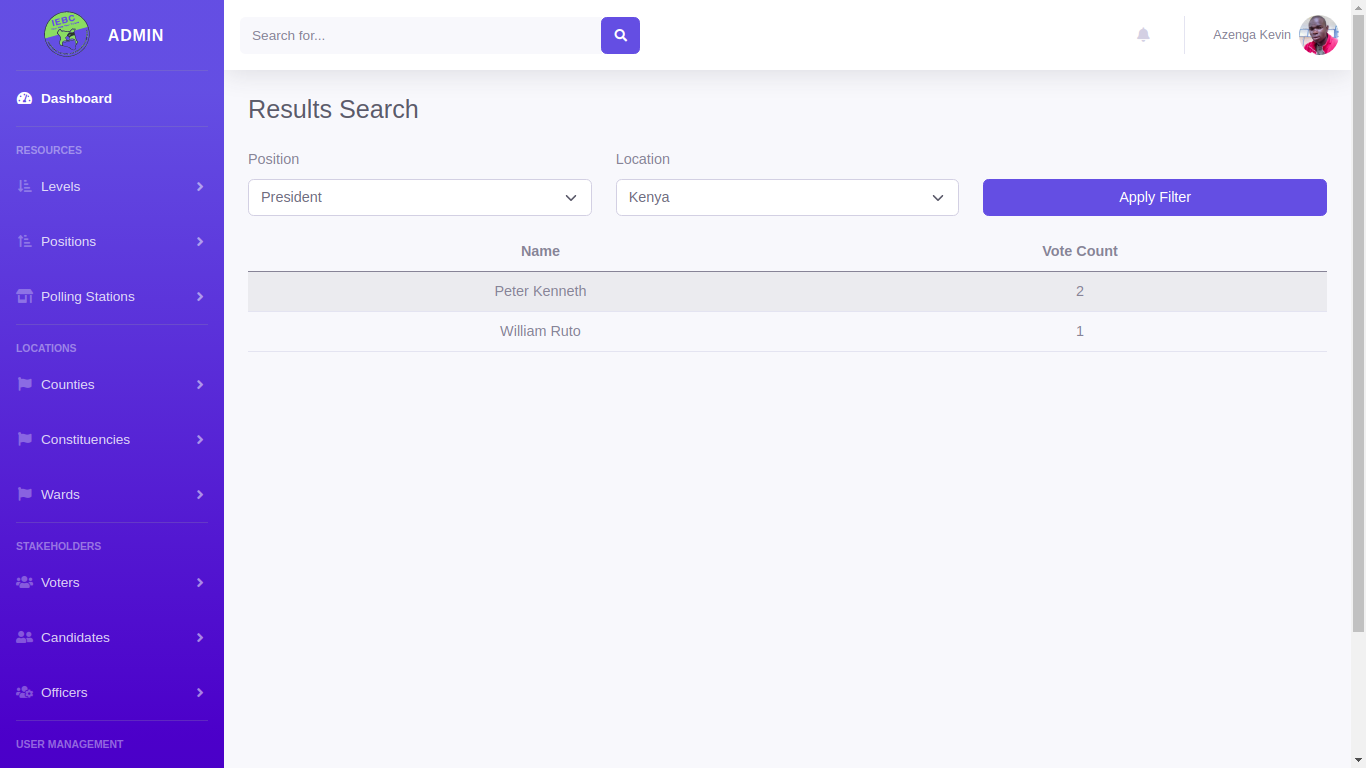 IEBC
ADMIN
Search for...
Azenga Kevin
Dashboard
RESOURCES
Levels
Positions
Polling Stations
LOCATIONS
Counties
Constituencies
Wards
STAKEHOLDERS
Voters
Candidates
Officers
USER MANAGEMENT
Results Search
Position
Location
President
Kenya
Apply Filter
Name
Vote Count
Peter Kenneth
2
William Ruto
1